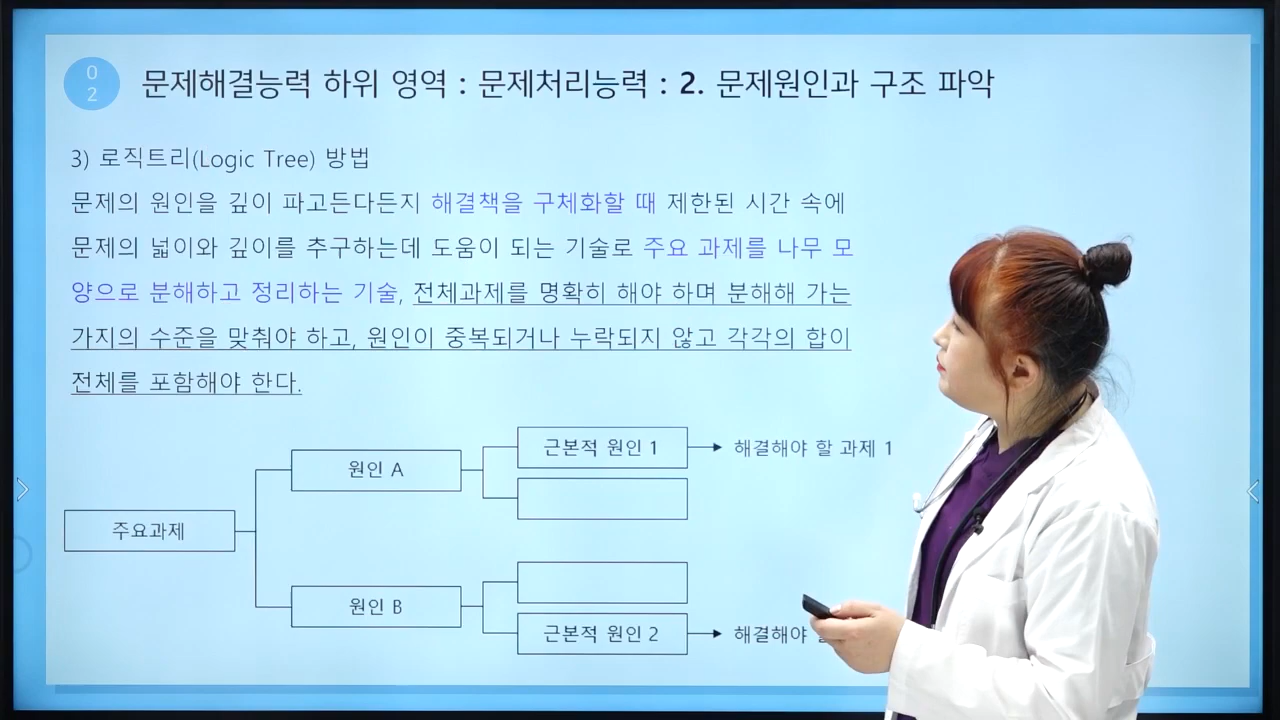 02
문제해결능력 하위 영역 : 문제처리능력 : 2. 문제원인과 구조 파악
3) 로직트리(Logic Tree) 방법
문제의 원인을 깊이 파고든다든지 해결책을 구체화할 때 제한된 시간 속에
문제의 넓이와 깊이를 추구하는데 도움이 되는 기술로 주요 과제를 나무 모
양으로 분해하고 정리하는 기술, 전체과제를 명확히 해야 하며 분해해 가는
가지의 수준을 맞춰야 하고, 원인이 중복되거나 누락되지 않고 각각의 합이
전체를 포함해야 한다.
근본적 원인 1
해결해야 할 과제 1
원인 A
주요과제
원인 B
근본적 원인 2
해결해야